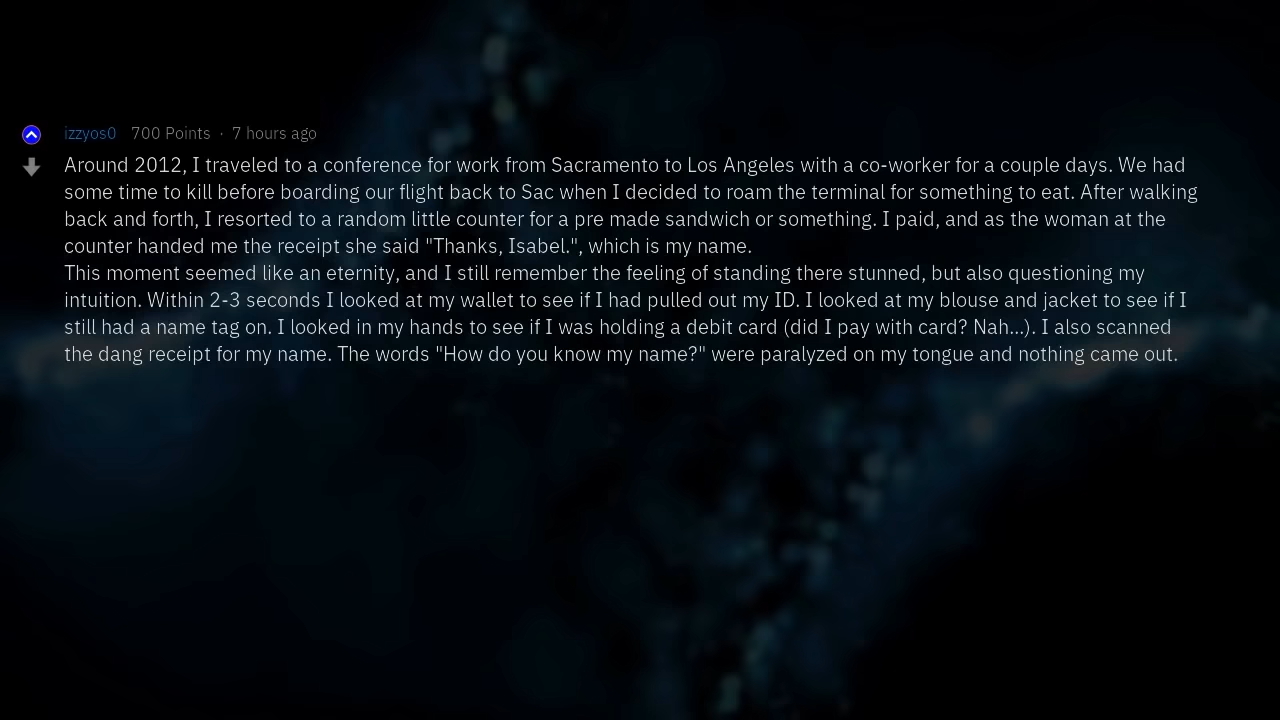 izzyos0 700 Points · 7 hours ago
Around 2012, I traveled to a conference for work from Sacramento to Los Angeles with a co-worker for a couple days. We had
some time to kill before boarding our flight back to Sac when I decided to roam the terminal for something to eat. After walking
back and forth, I resorted to a random little counter for a pre made sandwich or something. I paid, and as the woman at the
counter handed me the receipt she said "Thanks, Isabel.", which is my name.
This moment seemed like an eternity, and I still remember the feeling of standing there stunned, but also questioning my
intuition. Within 2-3 seconds I looked at my wallet to see if I had pulled out my ID. I looked at my blouse and jacket to see if I
still had a name tag on. I looked in my hands to see if I was holding a debit card (did I pay with card? Nah...). I also scanned
the dang receipt for my name. The words "How do you know my name?" were paralyzed on my tongue and nothing came out.